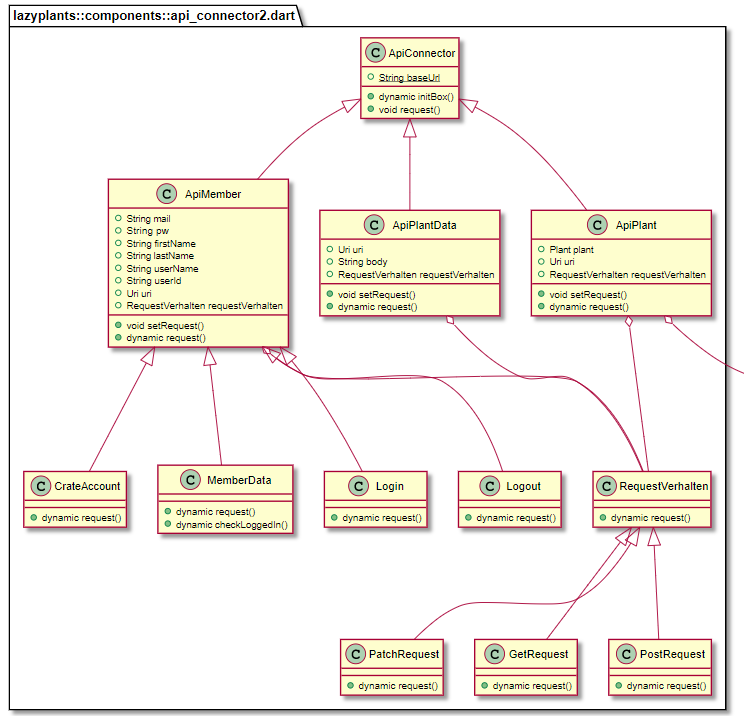 lazyplants::components::api_connector2.dart
C ApiConnector
String baseUrl
dynamic initBox()
void request()
C ApiMember
String mail
String pw
String firstName
String lastName
String userName
String userId
Uri uri
RequestVerhalten requestVerhalten
void setRequest()
dynamic request()
C ApiPlantData
Uri uri
String body
RequestVerhalten requestVerhalten
void setRequest()
dynamic request()
C ApiPlant
Plant plant
Uri uri
RequestVerhalten requestVerhalten
void setRequest()
dynamic request()
C CrateAccount
dynamic request()
C MemberData
dynamic request()
dynamic checkLoggedIn()
C Login
dynamic request()
C Logout
dynamic request()
C RequestVerhalten
dynamic request()
C PatchRequest
dynamic request()
C GetRequest
dynamic request()
C PostRequest
dynamic request()